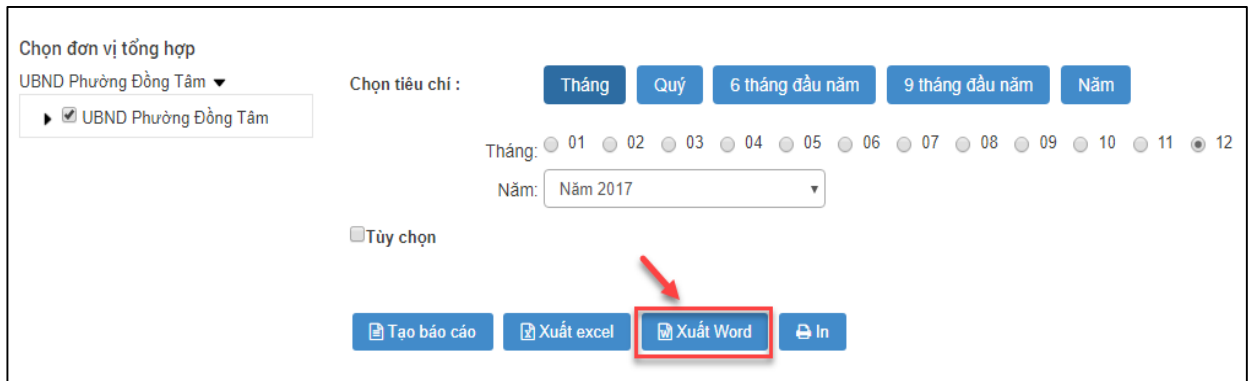 Chọn đơn vị tổng hợp
UBND Phường Đồng Tâm
UBND Phường Đồng Tâm
Chọn tiêu chí :
Tháng Quý 6 tháng đầu năm 9 tháng đầu năm Năm
Tháng: 01 02 03 04 05 06 07 08 09 10 11 12
Năm: Năm 2017
Tùy chọn
Tạo báo cáo Xuất excel Xuất Word In